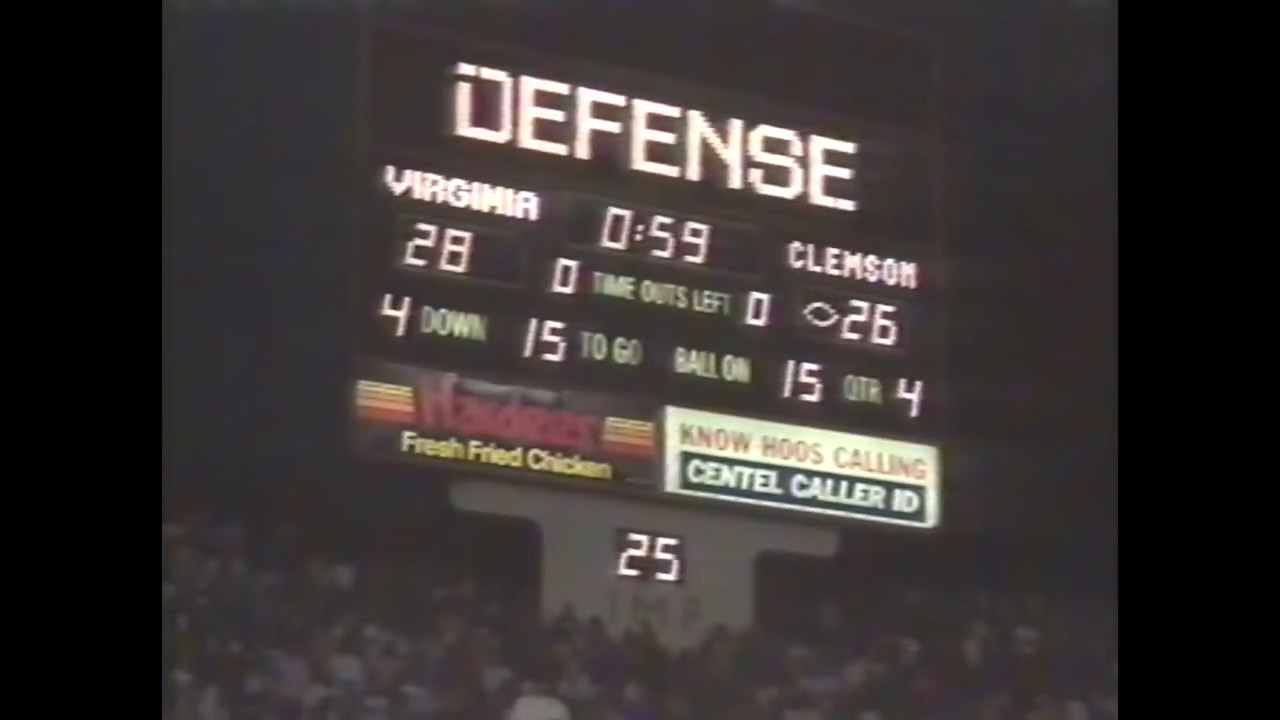 DEFENSE
VIRGINIA 0:59 CLEMSON
28 0 TIME OUTS LEFT 0 26
4 DOWN 15 TO GO BALL ON 15 QTR 4
Hardee's
Fresh Fried Chicken
KNOW HOOS CALLING
CENTEL CALLER ID
25